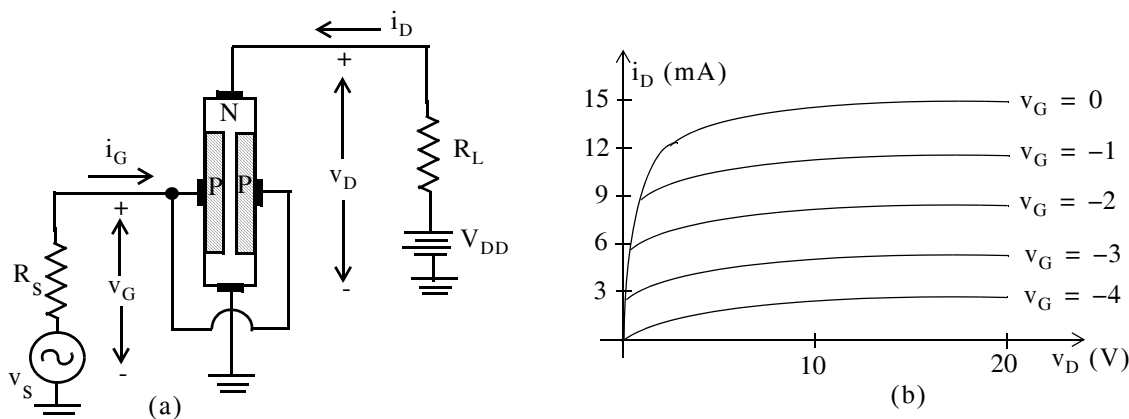 i_D
+
N
i_G
P P
v_D
R_L
+
V_DD
R_s
v_G
-
-
v_s
(a)
i_D (mA)
15
v_G = 0
12
v_G = −1
9
v_G = −2
6
v_G = −3
3
v_G = −4
10
20
v_D (V)
(b)